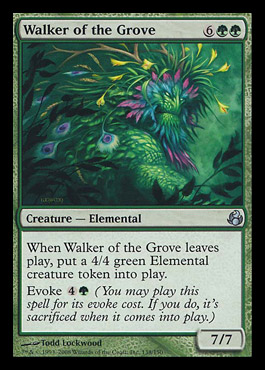 Walker of the Grove 6
Creature — Elemental
When Walker of the Grove leaves
play, put a 4/4 green Elemental
creature token into play.
Evoke 4 (You may play this
spell for its evoke cost. If you do, it's
sacrificed when it comes into play.)
Todd Lockwood
7/7